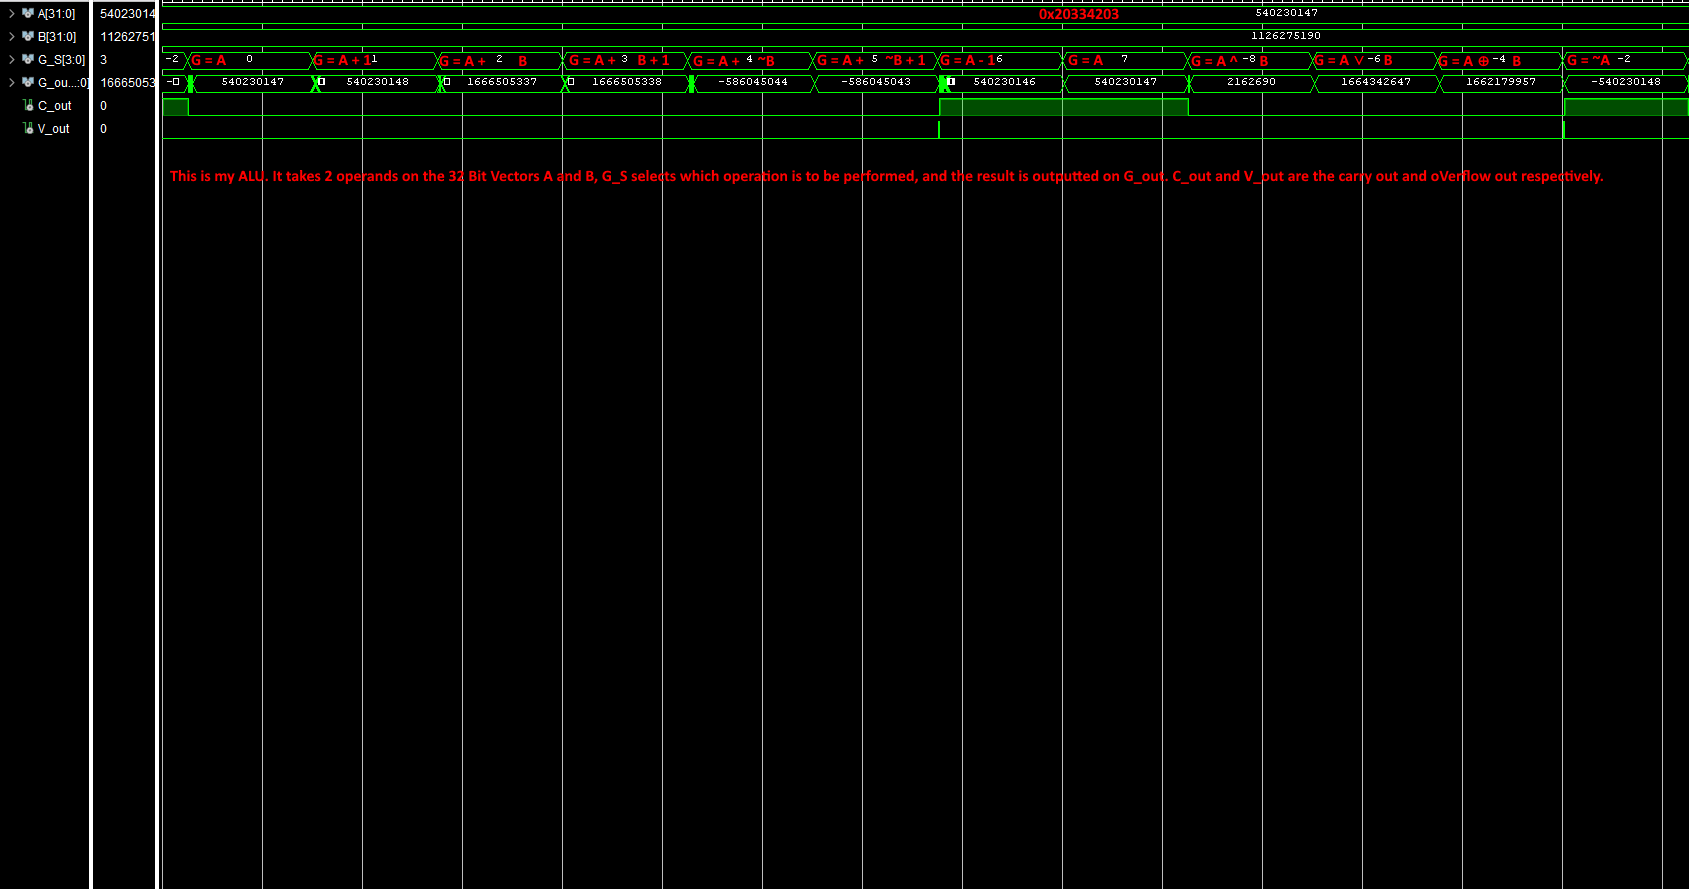 A[31:0] 54023014 0x20334203 540230147
B[31:0] 11262751 1126275190
G_S[3:0] 3 -2 G = A 0 G = A + 1 1 G = A + 2 B G = A + 3 B + 1 G = A + 4 ~B G = A + 5 ~B + 1 G = A - 1 6 G = A 7 G = A ^ -8 B G = A ∨ -6 B G = A ⊕ -4 B G = ~A -2
G_ou...:0] 16665053 540230147 540230148 1666505337 1666505338 -586045044 -586045043 540230146 540230147 2162690 1664342647 1662179957 -540230148
C_out 0
V_out 0
This is my ALU. It takes 2 operands on the 32 Bit Vectors A and B, G_S selects which operation is to be performed, and the result is outputted on G_out. C_out and V_out are the carry out and oVerflow out respectively.